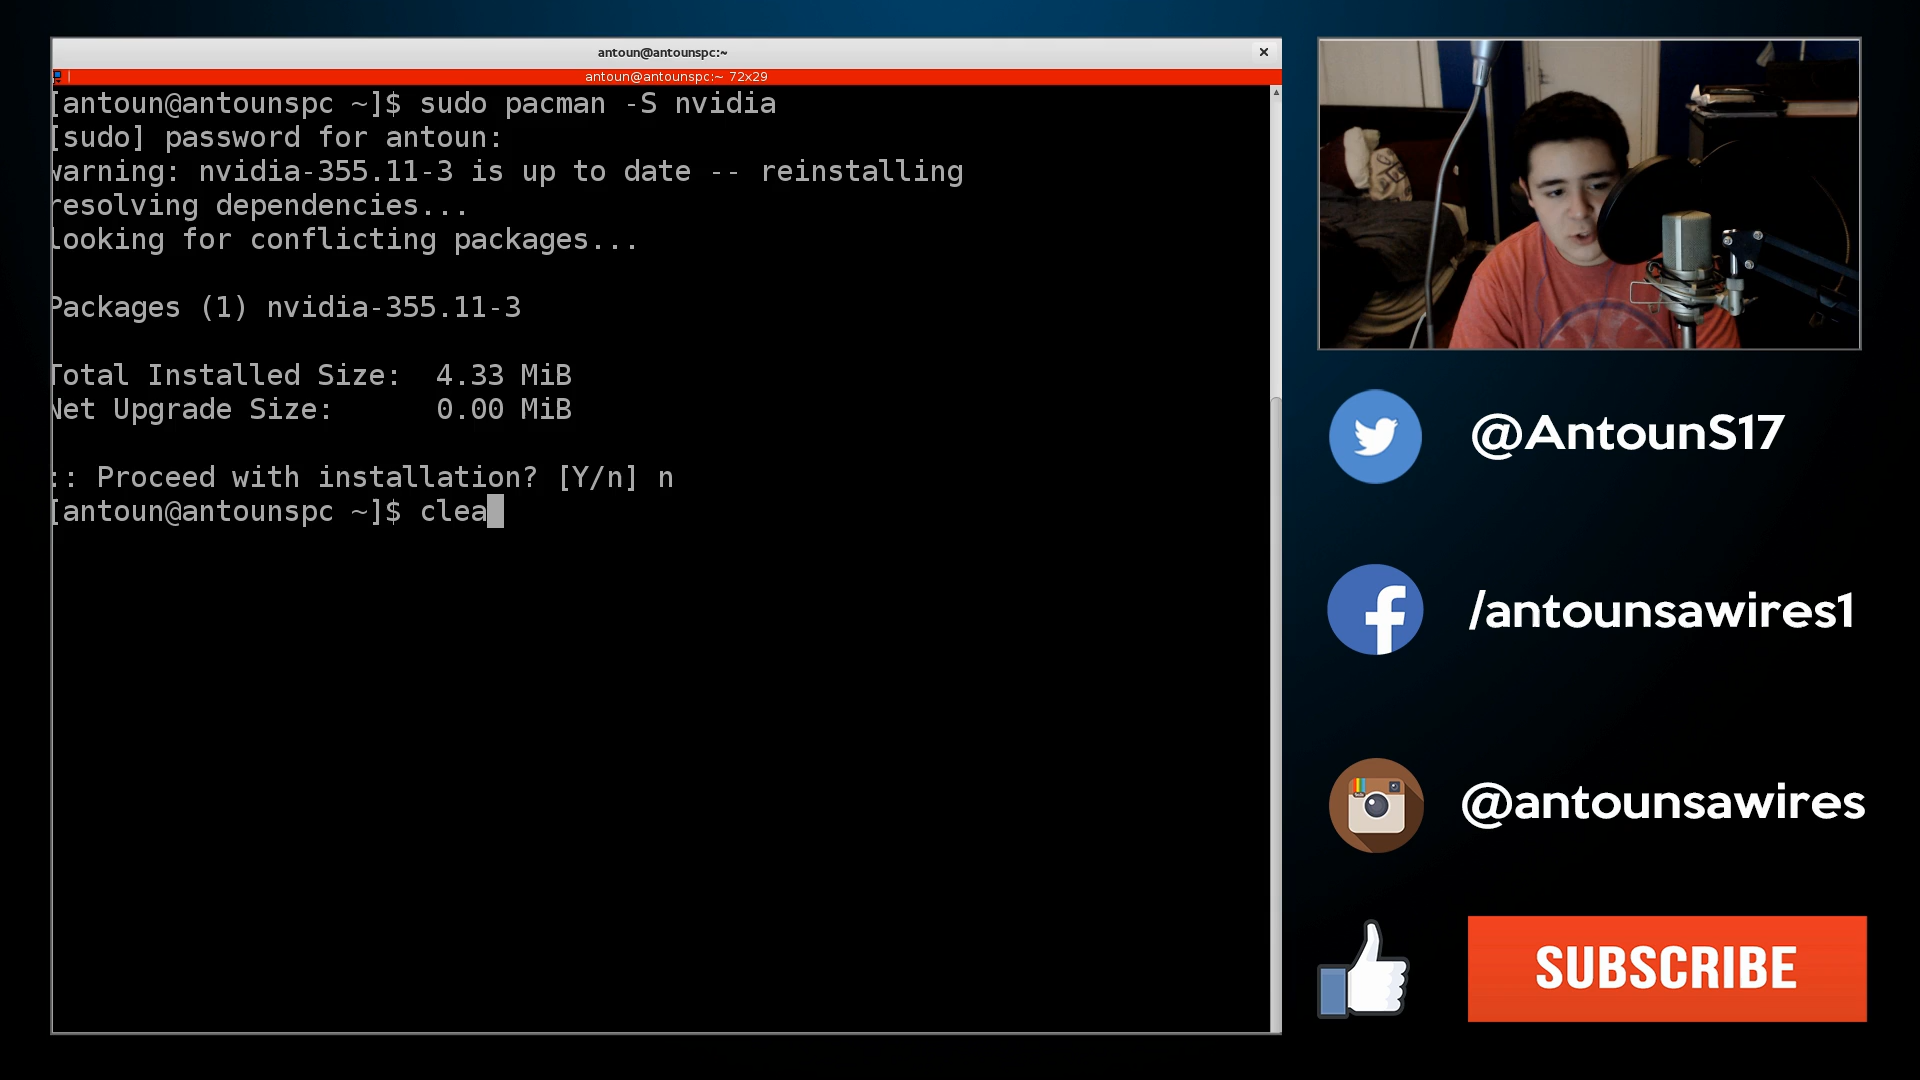 antoun@antounspc:~
antoun@antounspc:~ 72x29
[antoun@antounspc ~]$ sudo pacman -S nvidia
[sudo] password for antoun:
warning: nvidia-355.11-3 is up to date -- reinstalling
resolving dependencies...
looking for conflicting packages...
Packages (1) nvidia-355.11-3
Total Installed Size:  4.33 MiB
Net Upgrade Size:      0.00 MiB
:: Proceed with installation? [Y/n] n
[antoun@antounspc ~]$ clea
@AntounS17
/antounsawires1
@antounsawires
SUBSCRIBE